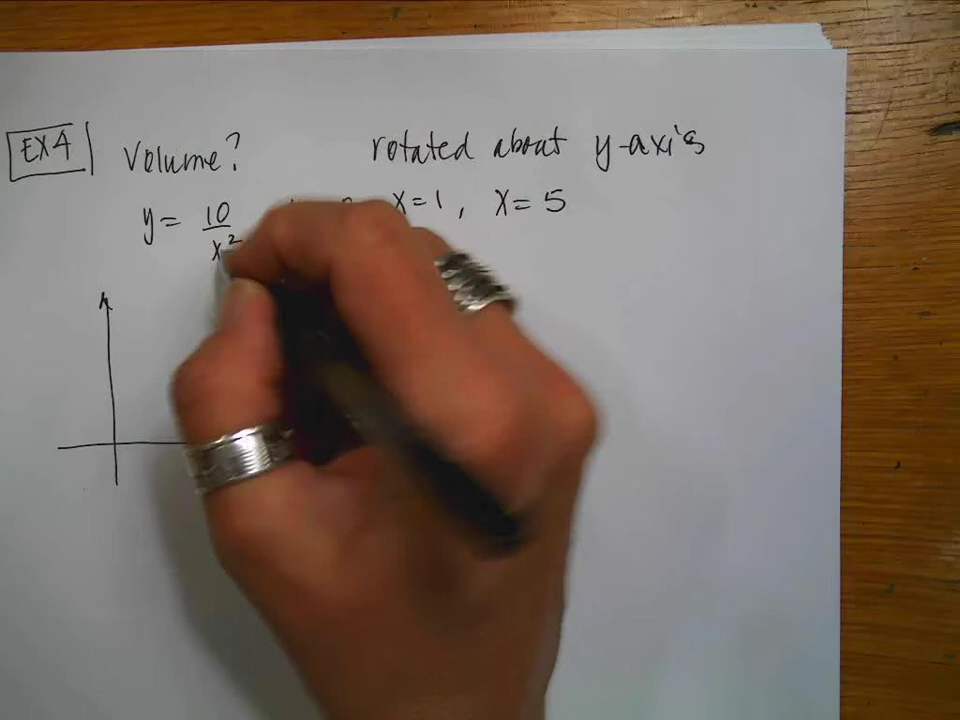 EX4 Volume? rotated about y-axis
y = 10/x² x=1, x=5